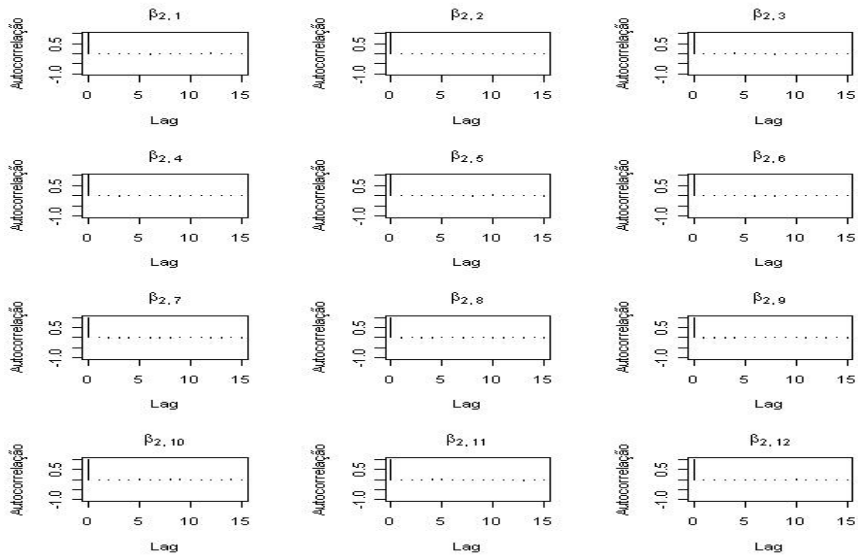 β2, 1 β2, 2 β2, 3
Autocorrelação Autocorrelação Autocorrelação
0.5 0.5 0.5
-1.0 -1.0 -1.0
0 5 10 15 0 5 10 15 0 5 10 15
Lag Lag Lag
β2, 4 β2, 5 β2, 6
Autocorrelação Autocorrelação Autocorrelação
0.5 0.5 0.5
-1.0 -1.0 -1.0
0 5 10 15 0 5 10 15 0 5 10 15
Lag Lag Lag
β2, 7 β2, 8 β2, 9
Autocorrelação Autocorrelação Autocorrelação
0.5 0.5 0.5
-1.0 -1.0 -1.0
0 5 10 15 0 5 10 15 0 5 10 15
Lag Lag Lag
β2, 10 β2, 11 β2, 12
Autocorrelação Autocorrelação Autocorrelação
0.5 0.5 0.5
-1.0 -1.0 -1.0
0 5 10 15 0 5 10 15 0 5 10 15
Lag Lag Lag